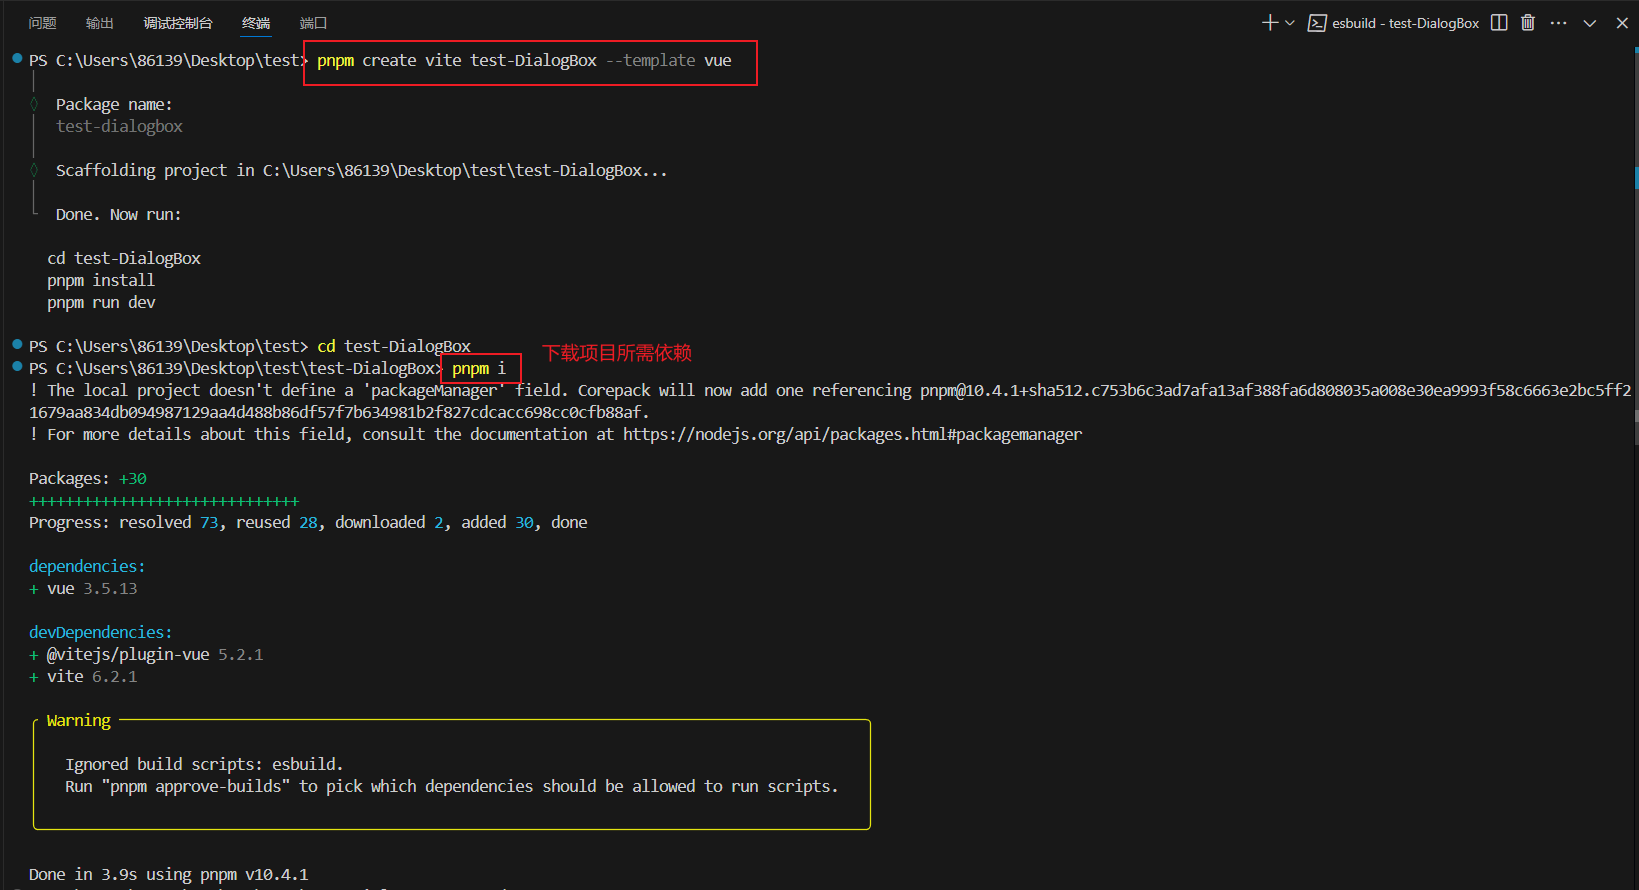 问题 输出 调试控制台 终端 端口 esbuild - test-DialogBox
PS C:\Users\86139\Desktop\test> pnpm create vite test-DialogBox --template vue
Package name:
test-dialogbox
Scaffolding project in C:\Users\86139\Desktop\test\test-DialogBox...
Done. Now run:
cd test-DialogBox
pnpm install
pnpm run dev
PS C:\Users\86139\Desktop\test> cd test-DialogBox
下载项目所需依赖
PS C:\Users\86139\Desktop\test\test-DialogBox> pnpm i
! The local project doesn't define a 'packageManager' field. Corepack will now add one referencing pnpm@10.4.1+sha512.c753b6c3ad7afa13af388fa6d808035a008e30ea9993f58c6663e2bc5ff2
1679aa834db094987129aa4d488b86df57f7b634981b2f827cdcacc698cc0cfb88af.
! For more details about this field, consult the documentation at https://nodejs.org/api/packages.html#packagemanager
Packages: +30
++++++++++++++++++++++++++++++
Progress: resolved 73, reused 28, downloaded 2, added 30, done
dependencies:
+ vue 3.5.13
devDependencies:
+ @vitejs/plugin-vue 5.2.1
+ vite 6.2.1
Warning
Ignored build scripts: esbuild.
Run "pnpm approve-builds" to pick which dependencies should be allowed to run scripts.
Done in 3.9s using pnpm v10.4.1